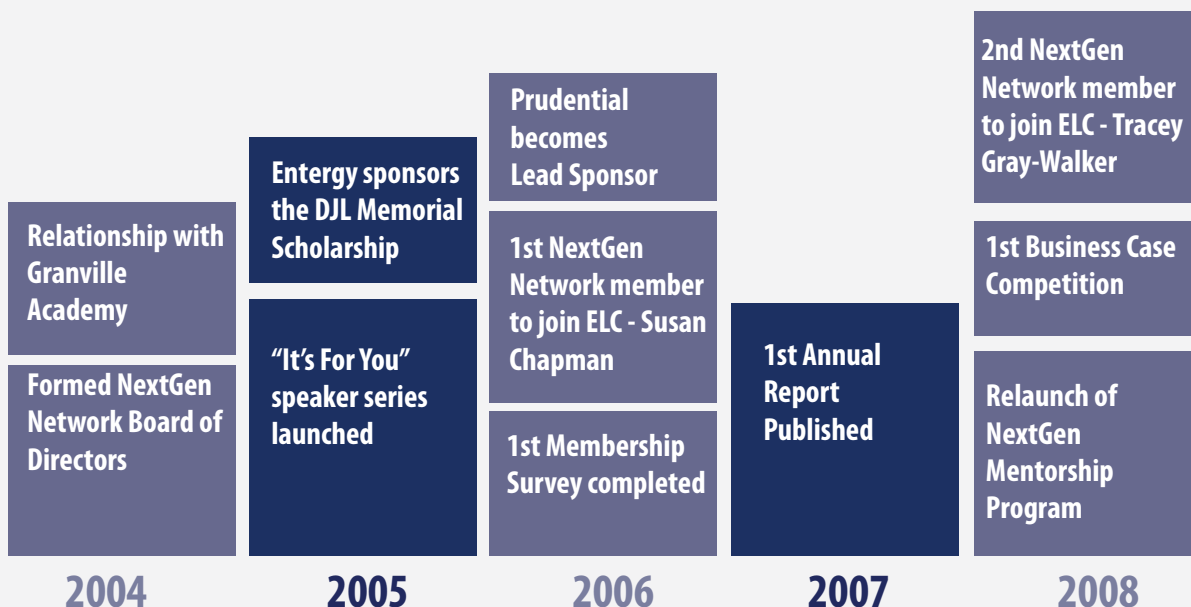 Relationship with
Granville
Academy
Formed NextGen
Network Board of
Directors
2004
Entergy sponsors
the DJL Memorial
Scholarship
“It’s For You”
speaker series
launched
2005
Prudential
becomes
Lead Sponsor
1st NextGen
Network member
to join ELC - Susan
Chapman
1st Membership
Survey completed
2006
1st Annual
Report
Published
2007
2nd NextGen
Network member
to join ELC - Tracey
Gray-Walker
1st Business Case
Competition
Relaunch of
NextGen
Mentorship
Program
2008